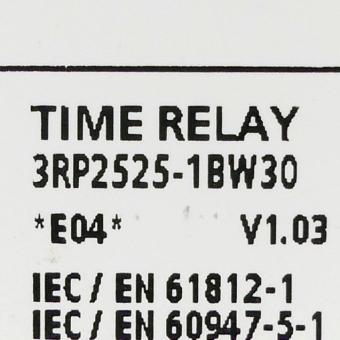 TIME RELAY
3RP2525-1BW30
*E04* V1.03
IEC / EN 61812-1
IEC / EN 60947-5-1